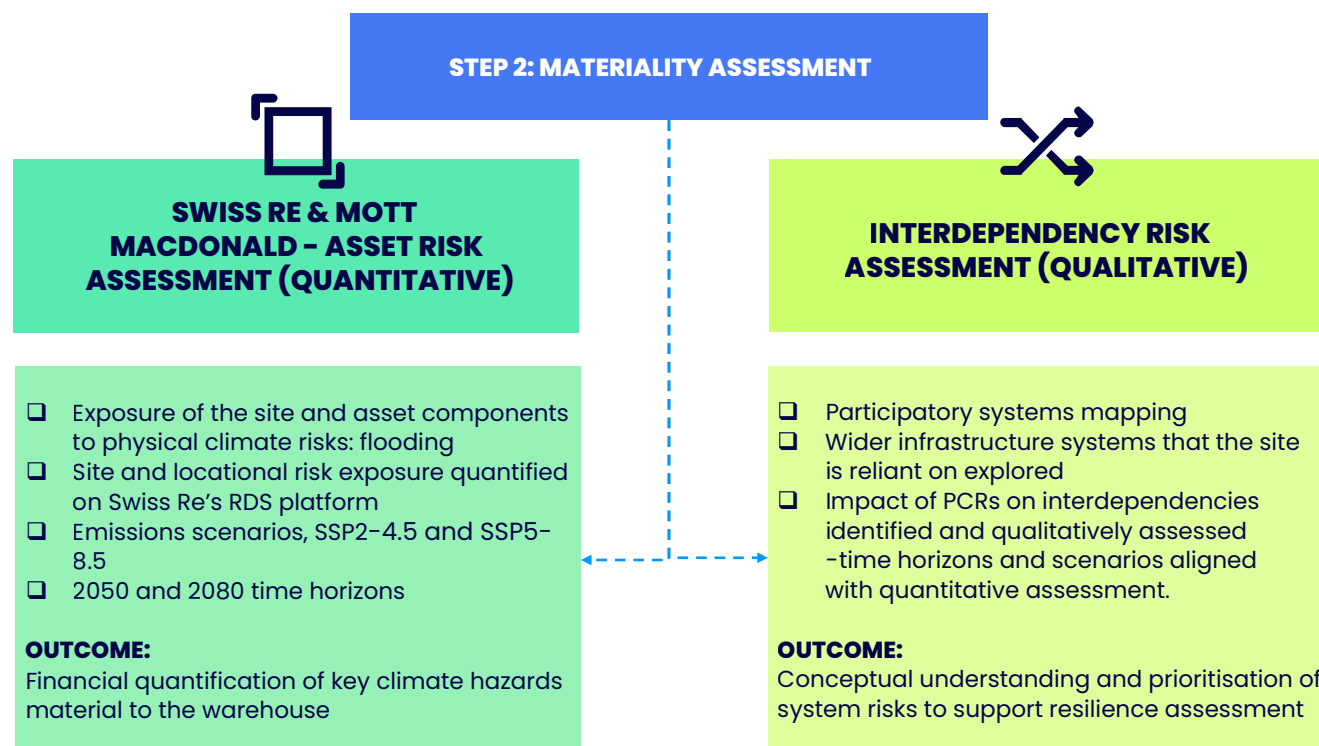 STEP 2: MATERIALITY ASSESSMENT
SWISS RE & MOTT
MACDONALD – ASSET RISK
ASSESSMENT (QUANTITATIVE)
❑ Exposure of the site and asset components
to physical climate risks: flooding
❑ Site and locational risk exposure quantified
on Swiss Re’s RDS platform
❑ Emissions scenarios, SSP2-4.5 and SSP5-
8.5
❑ 2050 and 2080 time horizons
OUTCOME:
Financial quantification of key climate hazards
material to the warehouse
INTERDEPENDENCY RISK
ASSESSMENT (QUALITATIVE)
❑ Participatory systems mapping
❑ Wider infrastructure systems that the site
is reliant on explored
❑ Impact of PCRs on interdependencies
identified and qualitatively assessed
-time horizons and scenarios aligned
with quantitative assessment.
OUTCOME:
Conceptual understanding and prioritisation of
system risks to support resilience assessment